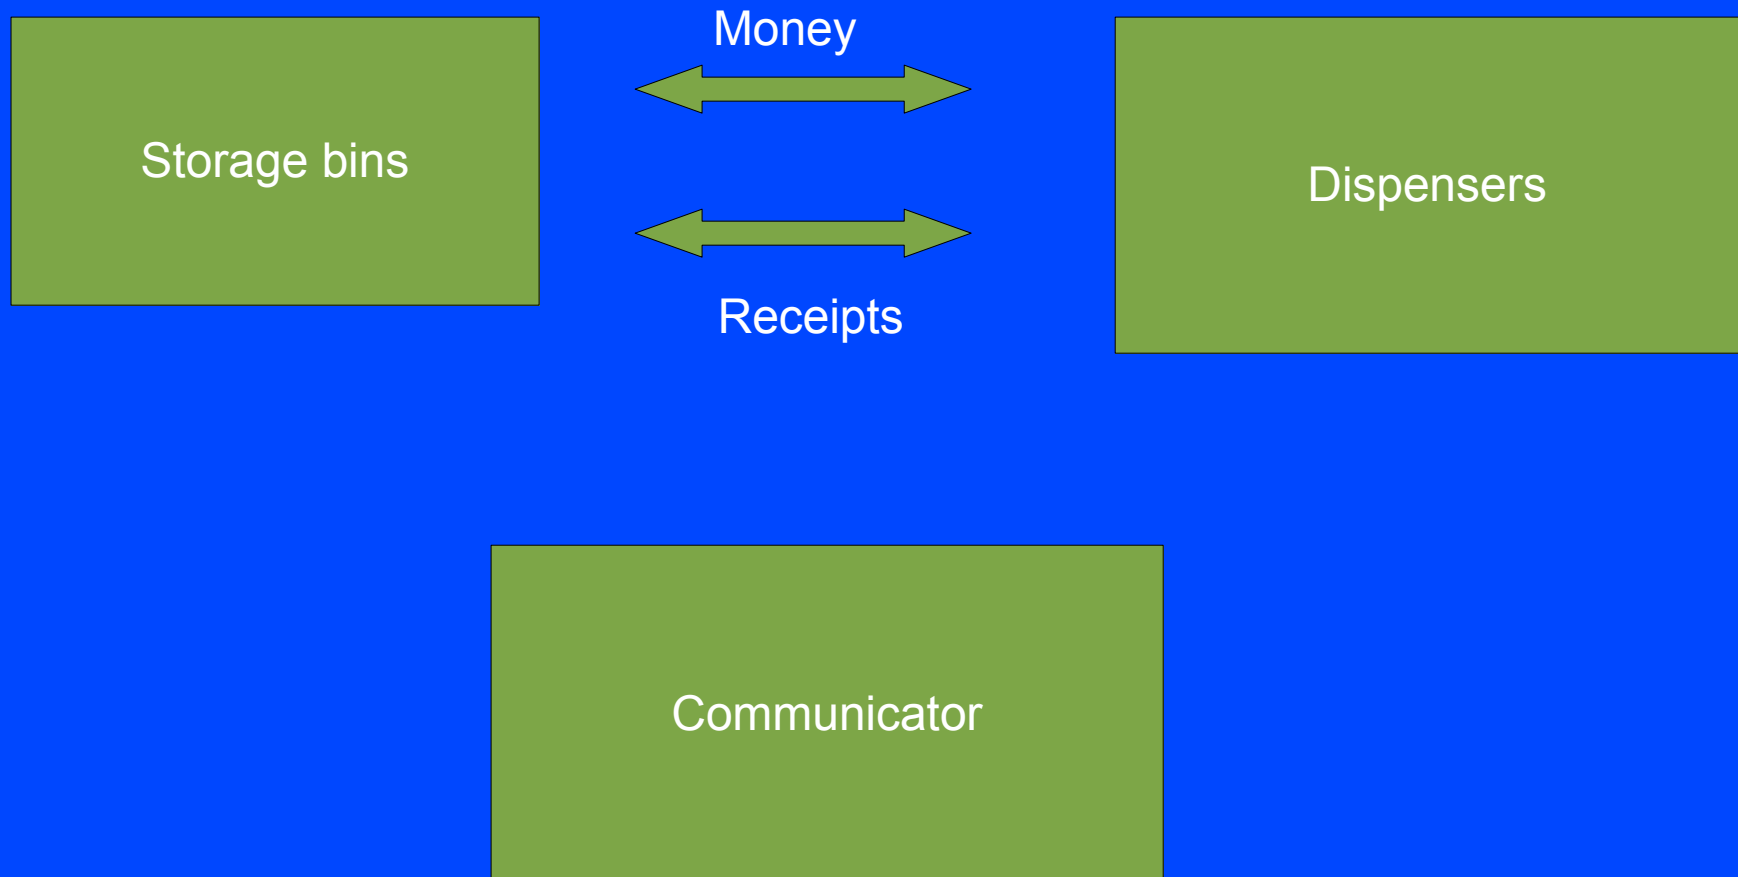 Money
Storage bins
Dispensers
Receipts
Communicator